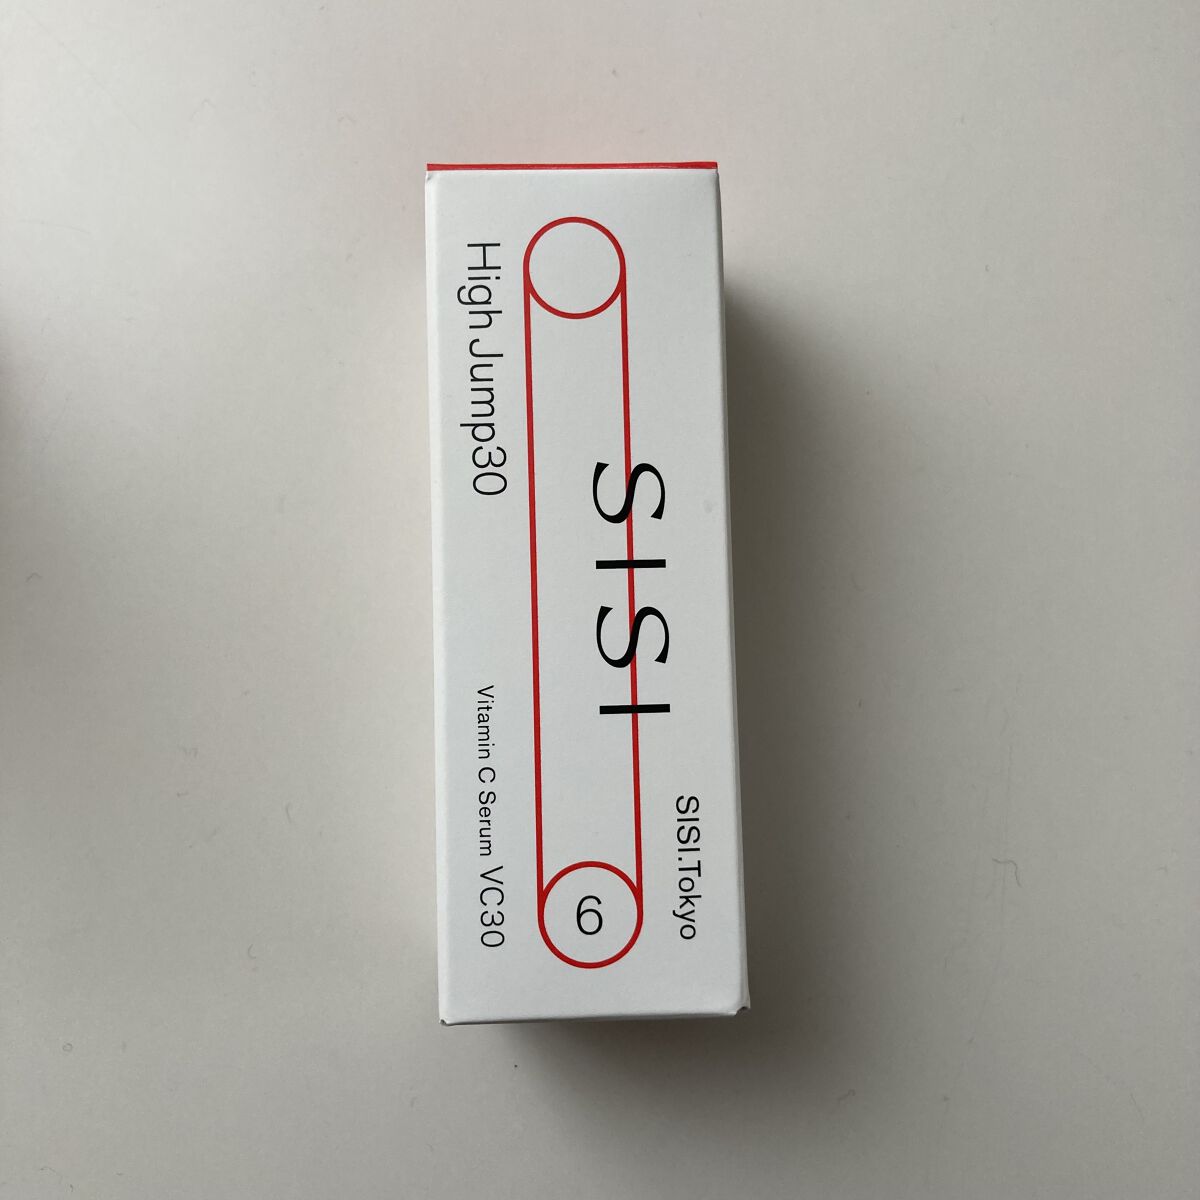 SISI.Tokyo
SISI
6
High Jump30
Vitamin C Serum VC30